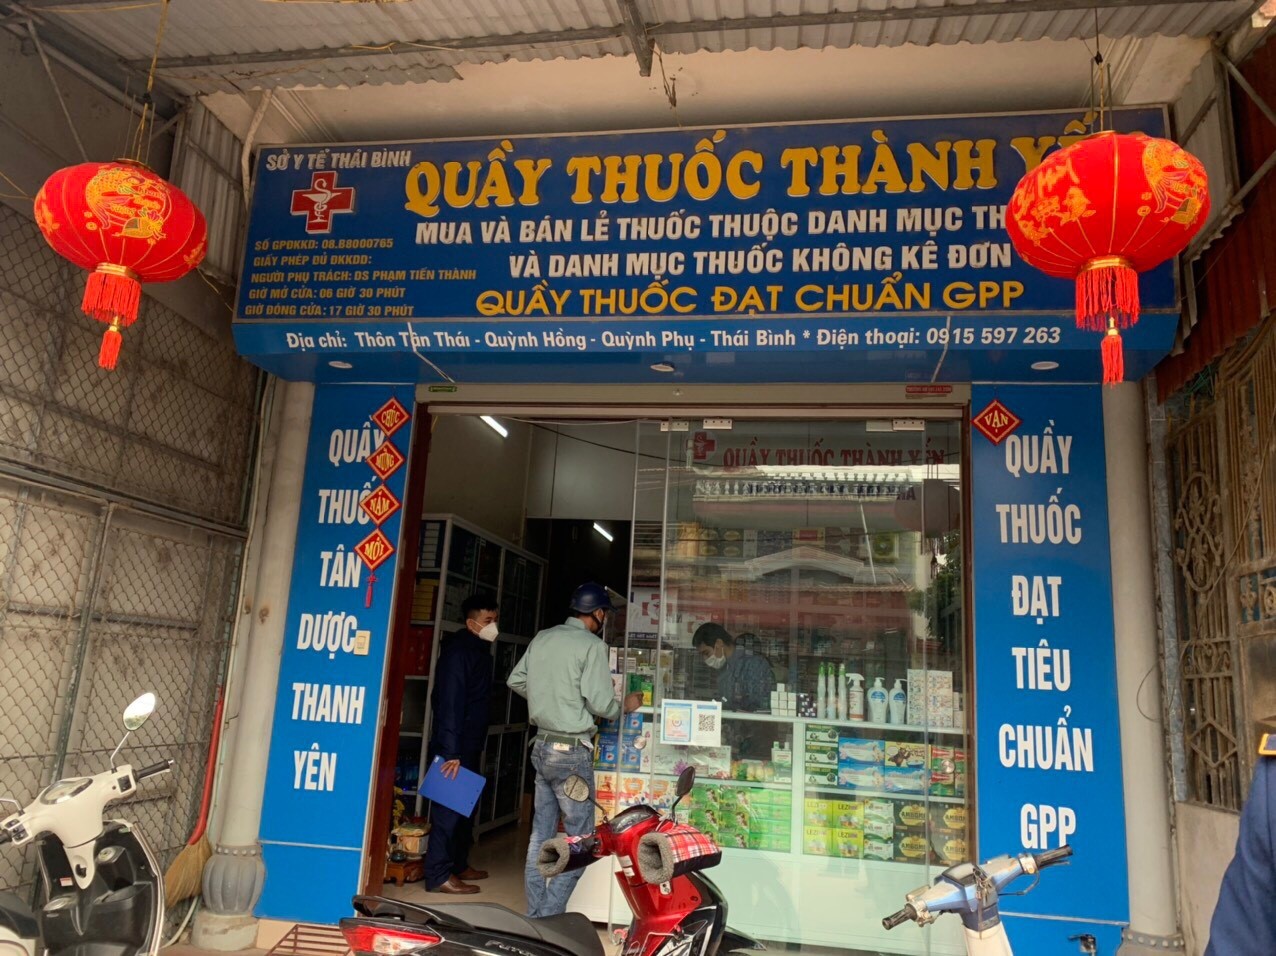 SỞ Y TẾ THÁI BÌNH
QUẦY THUỐC THÀNH YẾ
MUA VÀ BÁN LẺ THUỐC THUỘC DANH MỤC TH
VÀ DANH MỤC THUỐC KHÔNG KÊ ĐƠN
QUẦY THUỐC ĐẠT CHUẨN GPP
SỐ GPĐKKD: 08.88000765
GIẤY PHÉP ĐỦ ĐKKDD:
NGƯỜI PHỤ TRÁCH: DS PHẠM TIẾN THÀNH
GIỜ MỞ CỬA: 06 GIỜ 30 PHÚT
GIỜ ĐÓNG CỬA: 17 GIỜ 30 PHÚT
Địa chỉ: Thôn Tân Thái - Quỳnh Hồng - Quỳnh Phụ - Thái Bình * Điện thoại: 0915 597 263
QUẦY
THUỐ
TÂN
DƯỢC
THANH
YÊN
CHÚC
MỪNG
NĂM
MỚI
QUẦY THUỐC THÀNH YẾN
VẠN
QUẦY
THUỐC
ĐẠT
TIÊU
CHUẨN
GPP